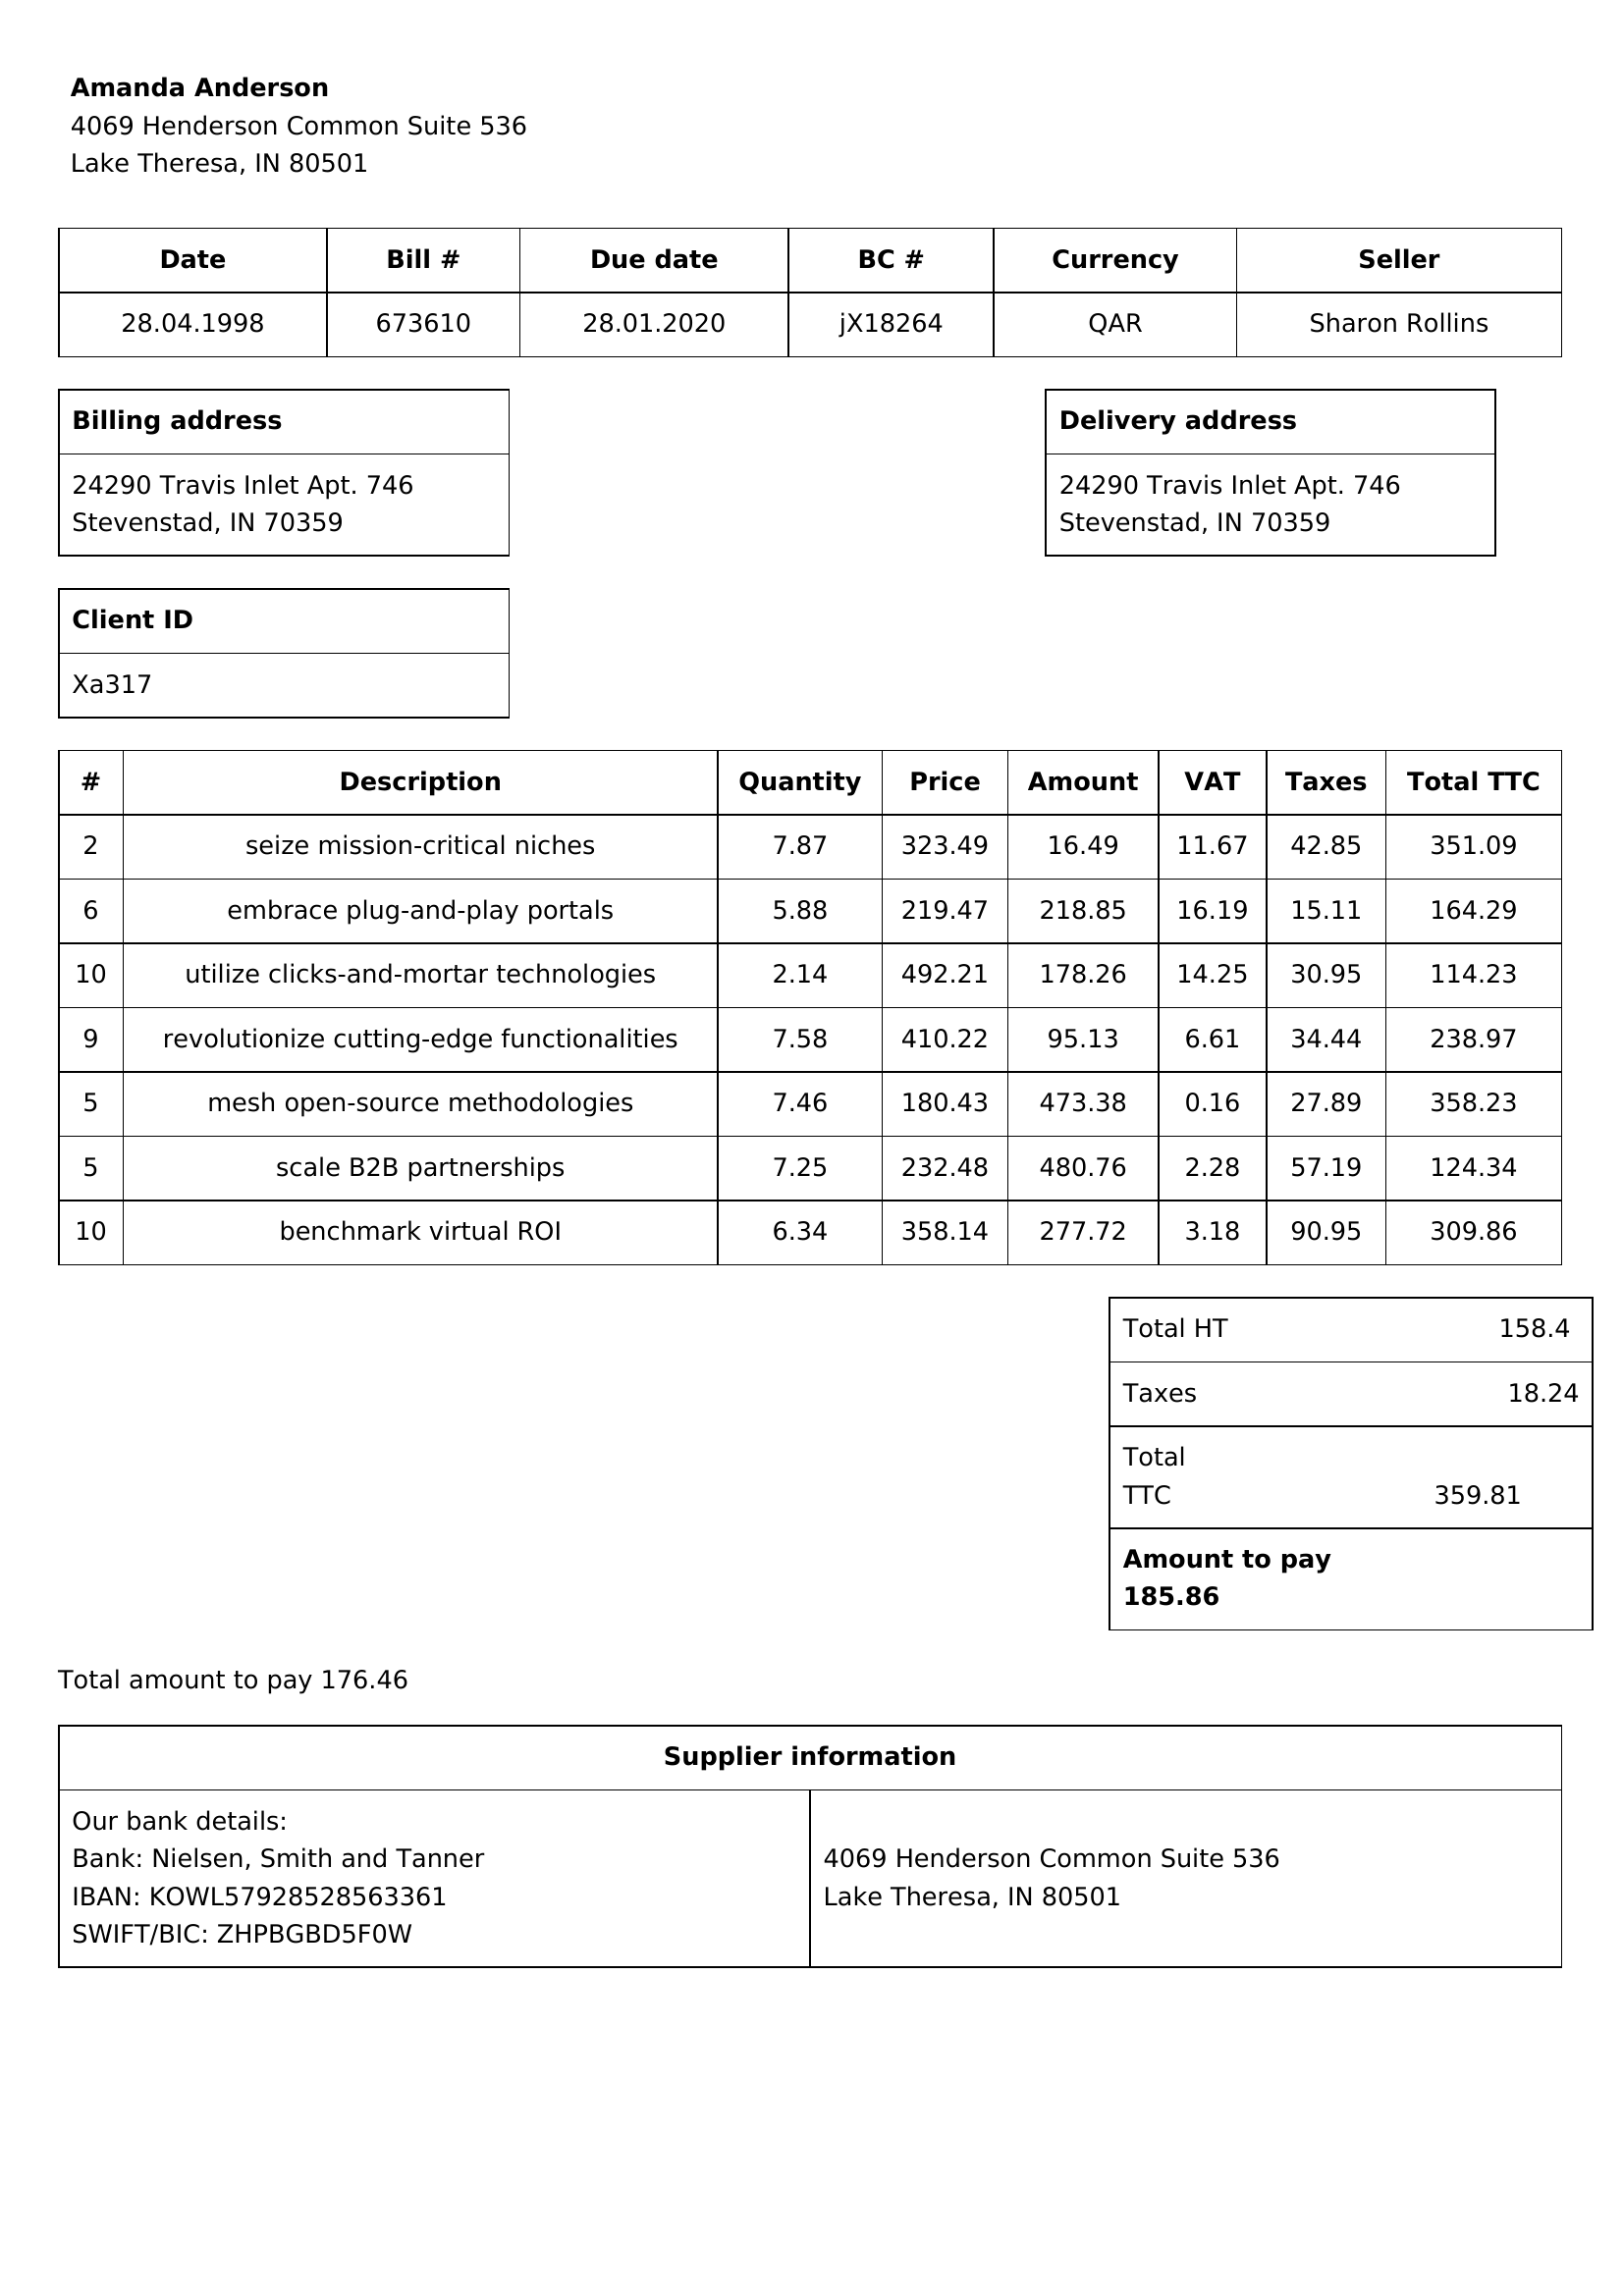 Amanda Anderson
4069 Henderson Common Suite 536
Lake Theresa, IN 80501
Date Bill # Due date BC # Currency Seller
28.04.1998 673610 28.01.2020 jX18264 QAR Sharon Rollins
Billing address
24290 Travis Inlet Apt. 746
Stevenstad, IN 70359
Delivery address
24290 Travis Inlet Apt. 746
Stevenstad, IN 70359
Client ID
Xa317
# Description Quantity Price Amount VAT Taxes Total TTC
2 seize mission-critical niches 7.87 323.49 16.49 11.67 42.85 351.09
6 embrace plug-and-play portals 5.88 219.47 218.85 16.19 15.11 164.29
10 utilize clicks-and-mortar technologies 2.14 492.21 178.26 14.25 30.95 114.23
9 revolutionize cutting-edge functionalities 7.58 410.22 95.13 6.61 34.44 238.97
5 mesh open-source methodologies 7.46 180.43 473.38 0.16 27.89 358.23
5 scale B2B partnerships 7.25 232.48 480.76 2.28 57.19 124.34
10 benchmark virtual ROI 6.34 358.14 277.72 3.18 90.95 309.86
Total HT 158.4
Taxes 18.24
Total
TTC 359.81
Amount to pay
185.86
Total amount to pay 176.46
Supplier information
Our bank details:
Bank: Nielsen, Smith and Tanner
IBAN: KOWL57928528563361
SWIFT/BIC: ZHPBGBD5F0W
4069 Henderson Common Suite 536
Lake Theresa, IN 80501